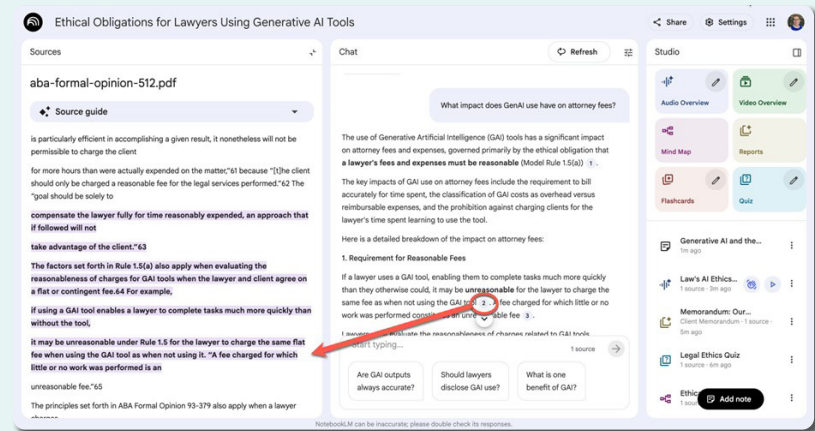 Ethical Obligations for Lawyers Using Generative AI Tools
Share
Settings
Sources
aba-formal-opinion-512.pdf
Source guide
is particularly efficient in accomplishing a given result, it nonetheless will not be
permissible to charge the client
for more hours than were actually expended on the matter,"61 because "[t]he client
should only be charged a reasonable fee for the legal services performed."62 The
"goal should be solely to
compensate the lawyer fully for time reasonably expended, an approach that
if followed will not
take advantage of the client."63
The factors set forth in Rule 1.5(a) also apply when evaluating the
reasonableness of charges for GAI tools when the lawyer and client agree on
a flat or contingent fee.64 For example,
if using a GAI tool enables a lawyer to complete tasks much more quickly than
without the tool,
it may be unreasonable under Rule 1.5 for the lawyer to charge the same flat
fee when using the GAI tool as when not using it. "A fee charged for which
little or no work was performed is an
unreasonable fee."65
The principles set forth in ABA Formal Opinion 93-379 also apply when a lawyer
Chat
Refresh
What impact does GenAI use have on attorney fees?
The use of Generative Artificial Intelligence (GAI) tools has a significant impact
on attorney fees and expenses, governed primarily by the ethical obligation that
a lawyer's fees and expenses must be reasonable (Model Rule 1.5(a)) 1 .
The key impacts of GAI use on attorney fees include the requirement to bill
accurately for time spent, the classification of GAI costs as overhead versus
reimbursable expenses, and the prohibition against charging clients for the
lawyer's time spent learning to use the tool.
Here is a detailed breakdown of the impact on attorney fees:
1. Requirement for Reasonable Fees
If a lawyer uses a GAI tool, enabling them to complete tasks much more quickly
than they otherwise could, it may be unreasonable for the lawyer to charge the
same fee as when not using the GAI tool 2 . A fee charged for which little or no
work was performed an able fee 3 .
evaluate the reasonableness of charges related to GAI tools
typing...
1 source
Are GAI outputs
always accurate?
Should lawyers
disclose GAI use?
What is one
benefit of GAI?
Studio
Audio Overview
Video Overview
Mind Map
Reports
Flashcards
Quiz
Generative AI and the...
1m ago
Law's AI Ethics...
1 source · 3m ago
Memorandum: Our...
Client Memorandum · 1 source ·
5m ago
Legal Ethics Quiz
1 source · 6m ago
Add note
NotebookLM can be inaccurate; please double check its responses.